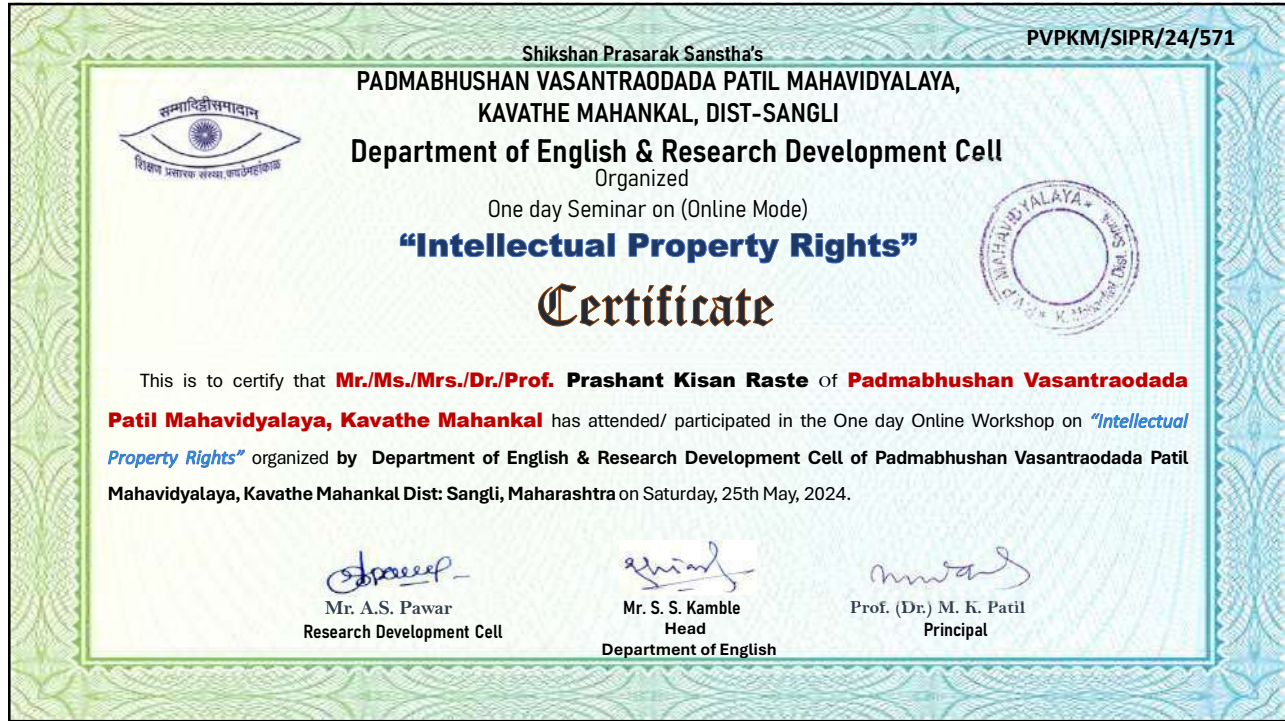 PVPKM/SIPR/24/571
Shikshan Prasarak Sanstha's
PADMABHUSHAN VASANTRAODADA PATIL MAHAVIDYALAYA,
KAVATHE MAHANKAL, DIST-SANGLI
सम्मादिट्ठीसमादान
शिक्षण प्रसारक संस्था,कवठेमहांकाळ
Department of English & Research Development Cell
Organized
One day Seminar on (Online Mode)
“Intellectual Property Rights”
Certificate
P.V.P. MAHAVIDYALAYA
This is to certify that Mr./Ms./Mrs./Dr./Prof. Prashant Kisan Raste of Padmabhushan Vasantraodada
Patil Mahavidyalaya, Kavathe Mahankal has attended/ participated in the One day Online Workshop on “Intellectual
Property Rights” organized by Department of English & Research Development Cell of Padmabhushan Vasantraodada Patil
Mahavidyalaya, Kavathe Mahankal Dist: Sangli, Maharashtra on Saturday, 25th May, 2024.
Mr. A.S. Pawar
Research Development Cell
Mr. S. S. Kamble
Head
Department of English
Prof. (Dr.) M. K. Patil
Principal